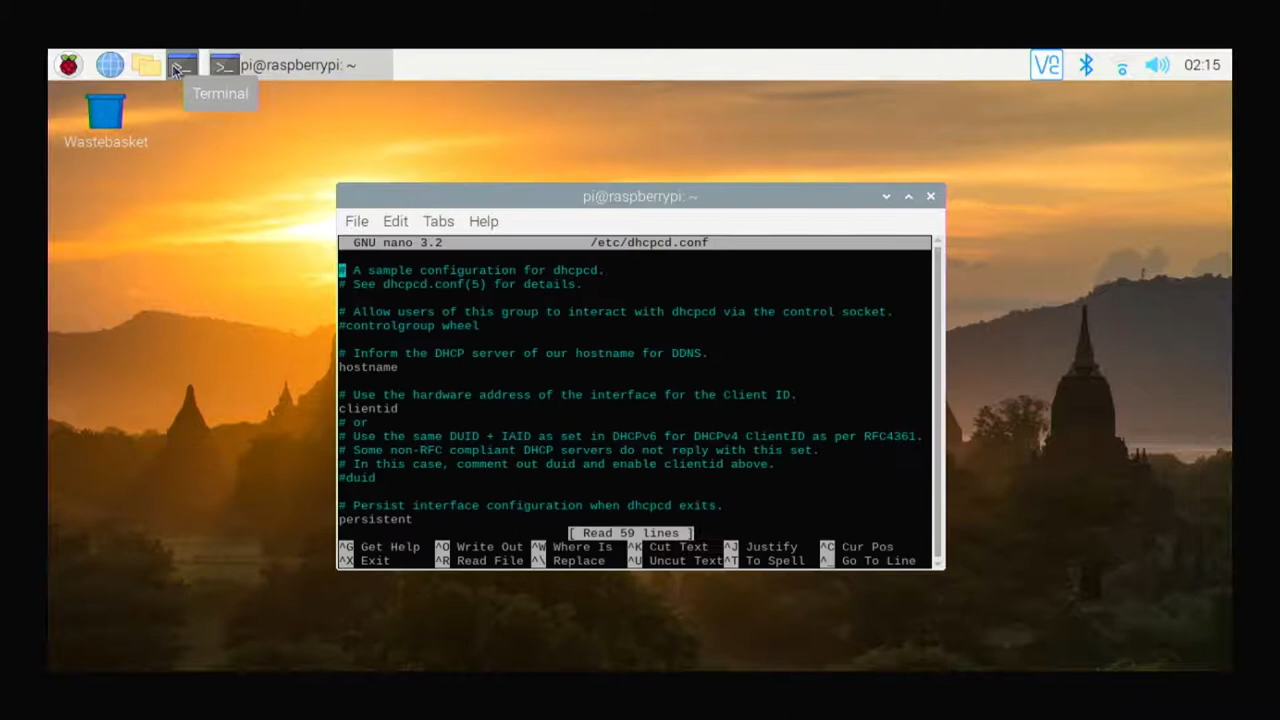 pi@raspberrypi: ~
02:15
Terminal
Wastebasket
pi@raspberrypi: ~
File Edit Tabs Help
GNU nano 3.2 /etc/dhcpcd.conf
# A sample configuration for dhcpcd.
# See dhcpcd.conf(5) for details.
# Allow users of this group to interact with dhcpcd via the control socket.
#controlgroup wheel
# Inform the DHCP server of our hostname for DDNS.
hostname
# Use the hardware address of the interface for the Client ID.
clientid
# or
# Use the same DUID + IAID as set in DHCPv6 for DHCPv4 ClientID as per RFC4361.
# Some non-RFC compliant DHCP servers do not reply with this set.
# In this case, comment out duid and enable clientid above.
#duid
# Persist interface configuration when dhcpcd exits.
persistent
[ Read 59 lines ]
^G Get Help ^O Write Out ^W Where Is ^K Cut Text ^J Justify ^C Cur Pos
^X Exit ^R Read File ^\ Replace ^U Uncut Text ^T To Spell ^_ Go To Line